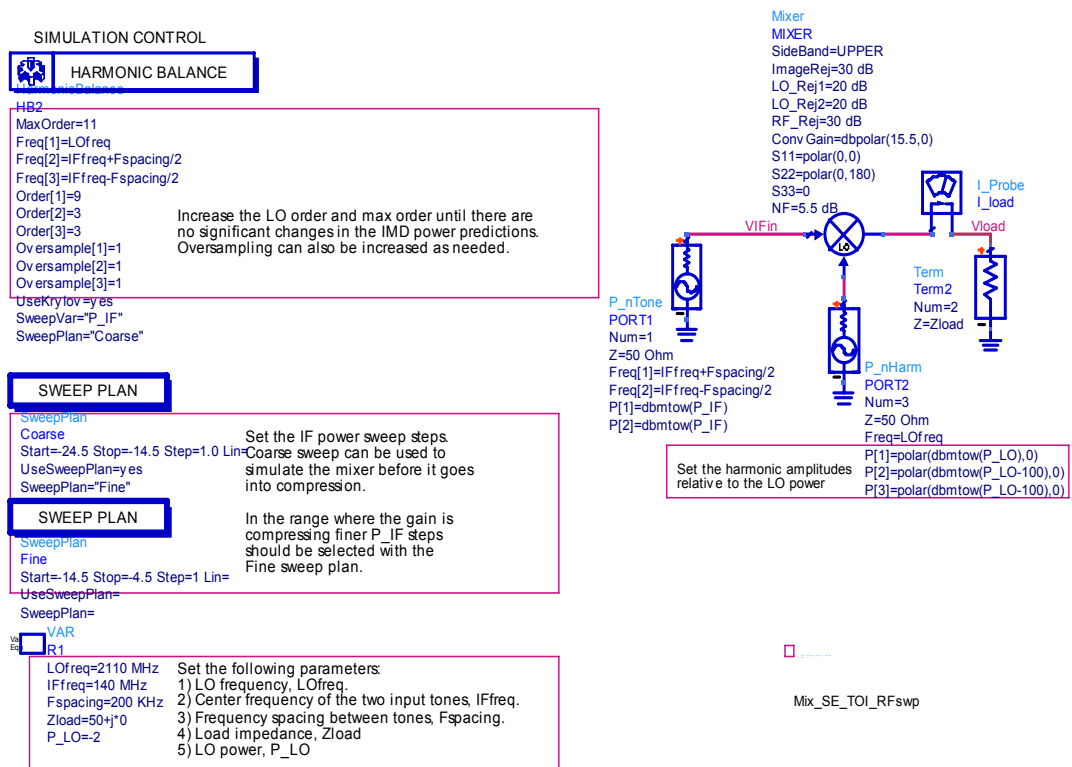 SIMULATION CONTROL
HARMONIC BALANCE
HarmonicBalance
HB2
MaxOrder=11
Freq[1]=LOfreq
Freq[2]=IFfreq+Fspacing/2
Freq[3]=IFfreq-Fspacing/2
Order[1]=9
Order[2]=3
Order[3]=3
Oversample[1]=1
Oversample[2]=1
Oversample[3]=1
UseKrylov=yes
SweepVar="P_IF"
SweepPlan="Coarse"
Increase the LO order and max order until there are
no significant changes in the IMD power predictions.
Oversampling can also be increased as needed.
SWEEP PLAN
SweepPlan
Coarse
Start=-24.5 Stop=-14.5 Step=1.0 Lin=
UseSweepPlan=yes
SweepPlan="Fine"
Set the IF power sweep steps.
Coarse sweep can be used to
simulate the mixer before it goes
into compression.
SWEEP PLAN
SweepPlan
Fine
Start=-14.5 Stop=-4.5 Step=1 Lin=
UseSweepPlan=
SweepPlan=
In the range where the gain is
compressing finer P_IF steps
should be selected with the
Fine sweep plan.
Va
Eq
VAR
R1
LOfreq=2110 MHz
IFfreq=140 MHz
Fspacing=200 KHz
Zload=50+j*0
P_LO=-2
Set the following parameters:
1) LO frequency, LOfreq.
2) Center frequency of the two input tones, IFfreq.
3) Frequency spacing between tones, Fspacing.
4) Load impedance, Zload
5) LO power, P_LO
Mixer
MIXER
SideBand=UPPER
ImageRej=30 dB
LO_Rej1=20 dB
LO_Rej2=20 dB
RF_Rej=30 dB
ConvGain=dbpolar(15.5,0)
S11=polar(0,0)
S22=polar(0,180)
S33=0
NF=5.5 dB
LO
VIFin
I_Probe
I_load
Vload
Term
Term2
Num=2
Z=Zload
P_nTone
PORT1
Num=1
Z=50 Ohm
Freq[1]=IFfreq+Fspacing/2
Freq[2]=IFfreq-Fspacing/2
P[1]=dbmtow(P_IF)
P[2]=dbmtow(P_IF)
P_nHarm
PORT2
Num=3
Z=50 Ohm
Freq=LOfreq
P[1]=polar(dbmtow(P_LO),0)
P[2]=polar(dbmtow(P_LO-100),0)
P[3]=polar(dbmtow(P_LO-100),0)
Set the harmonic amplitudes
relative to the LO power
Mix_SE_TOI_RFswp